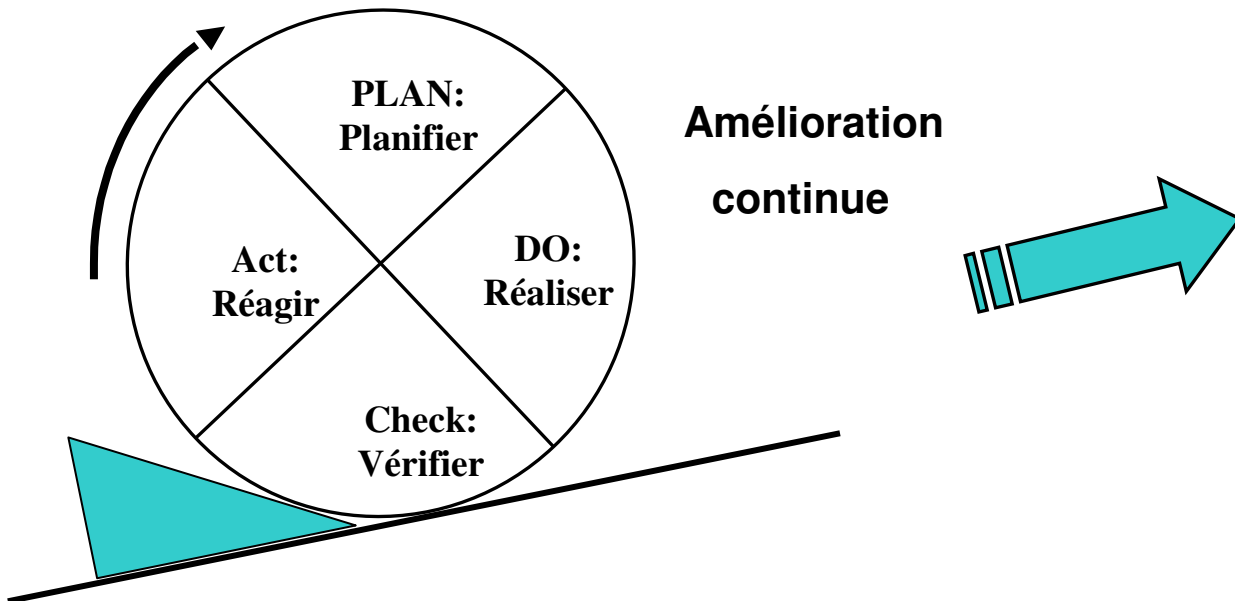 PLAN:
Planifier
Amélioration
continue
DO:
Réaliser
Act:
Réagir
Check:
Vérifier